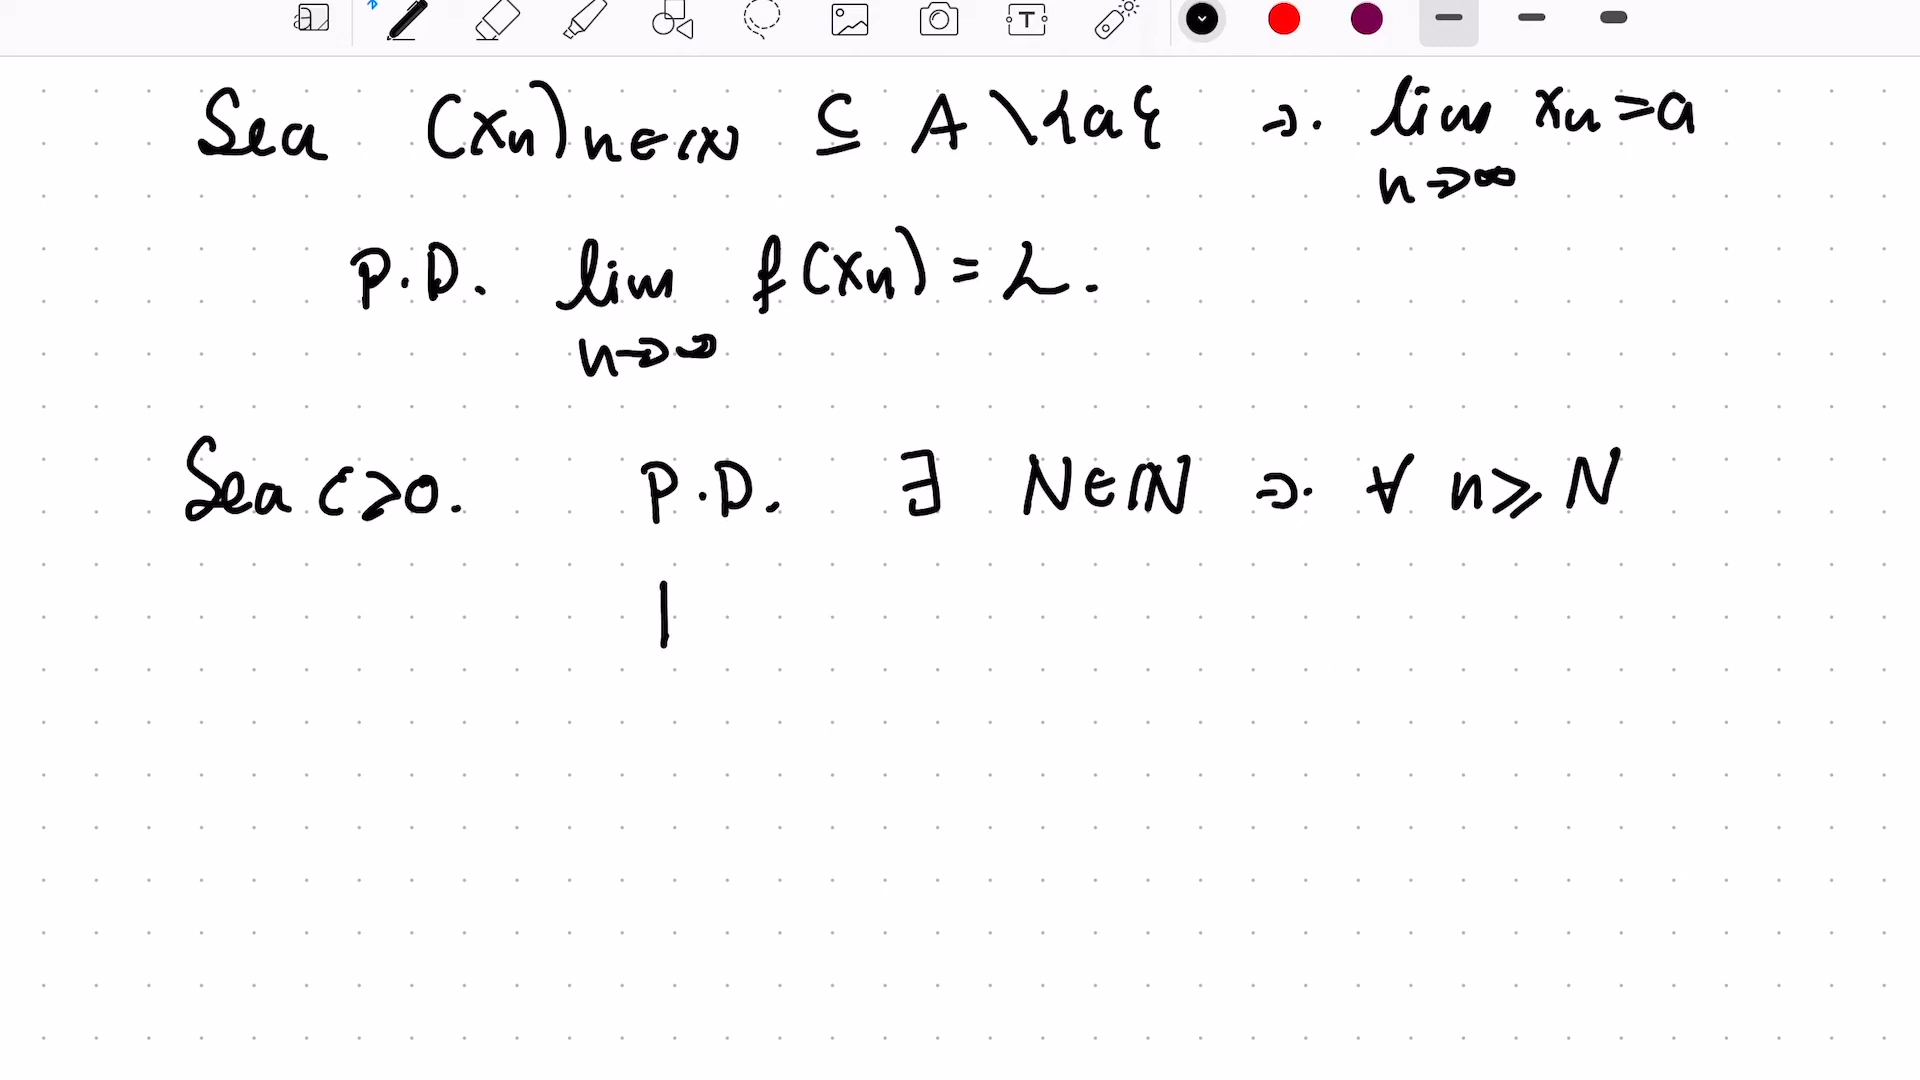 Sea (xn)n∈ℕ ⊆ A \ {a} ∋. lim xn = a
n→∞
P.D. lim f(xn) = L.
n→∞
Sea ε>0. P.D. ∃ N∈ℕ ∋. ∀ n ≥ N
|